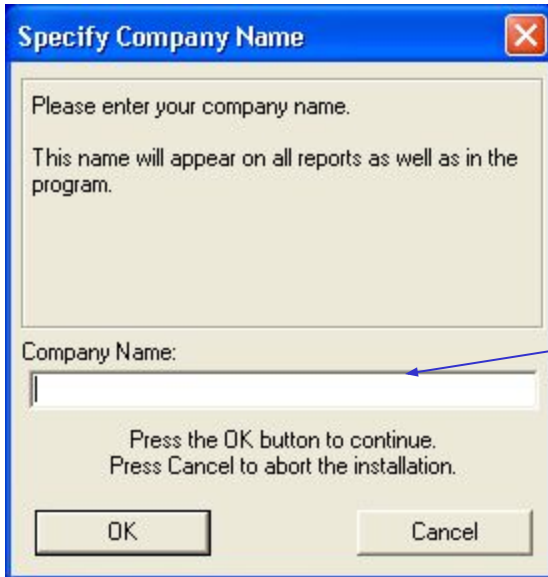 Specify Company Name
Please enter your company name.
This name will appear on all reports as well as in the
program.
Company Name:
Press the OK button to continue.
Press Cancel to abort the installation.
OK
Cancel